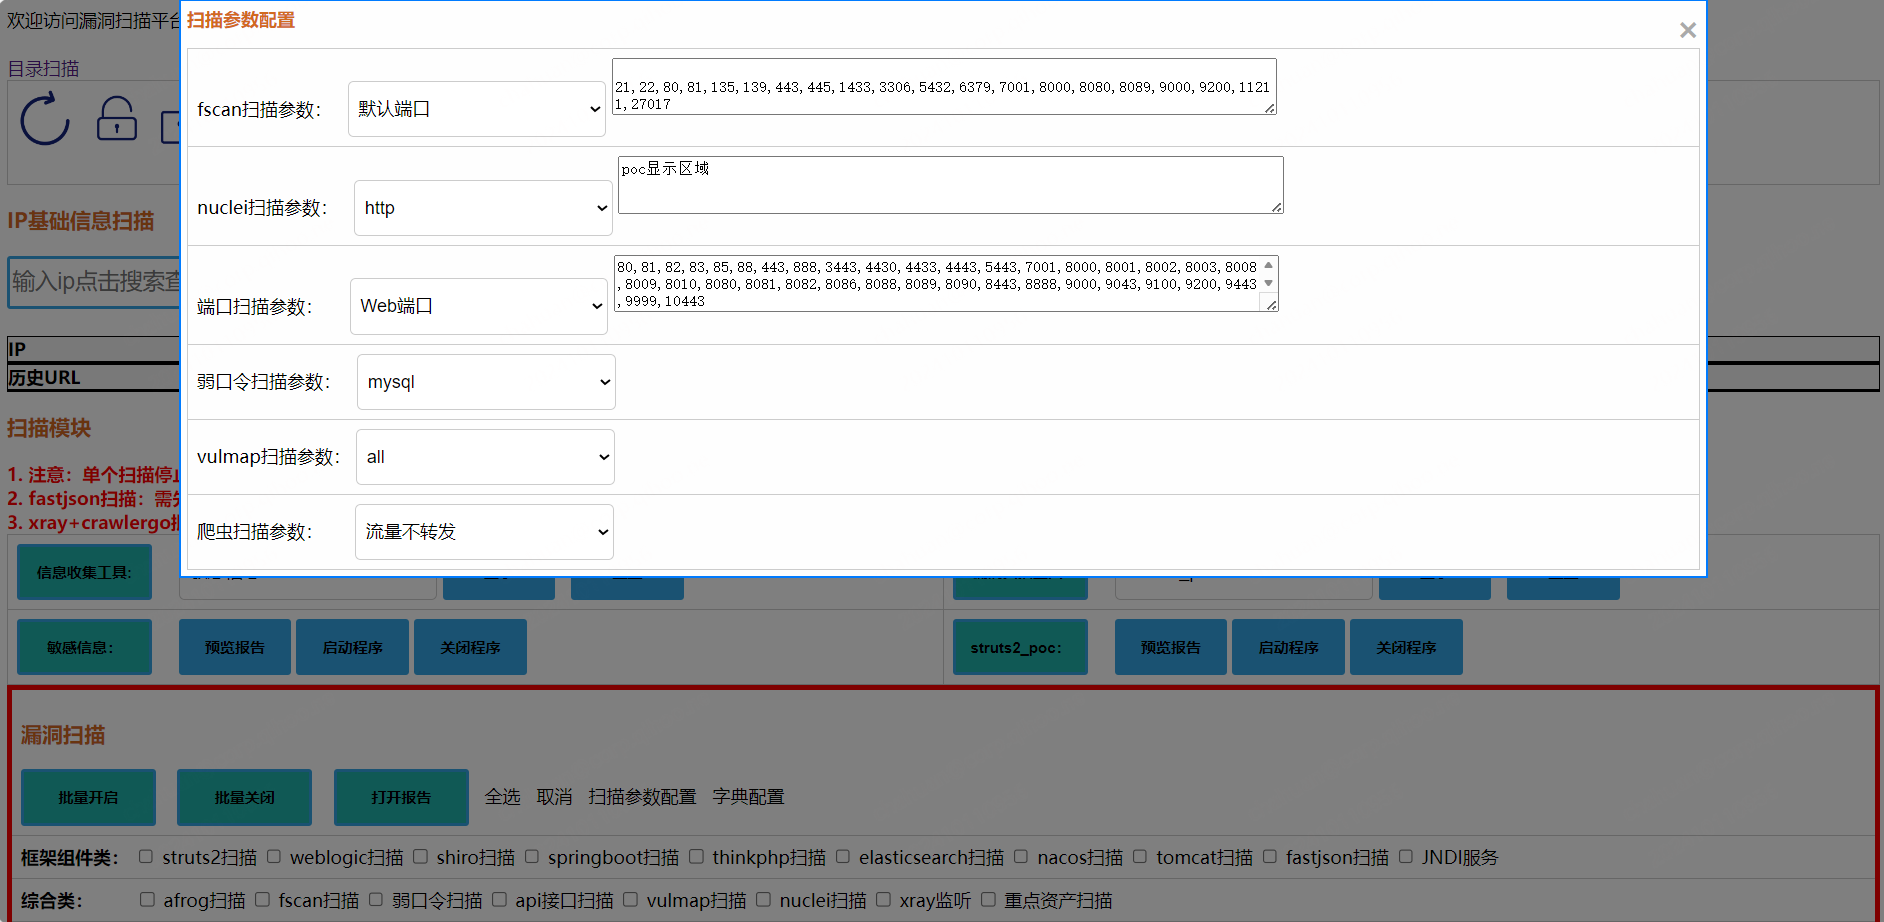 欢迎访问漏洞扫描平台
扫描参数配置
×
目录扫描
fscan扫描参数：
默认端口
21,22,80,81,135,139,443,445,1433,3306,5432,6379,7001,8000,8080,8089,9000,9200,1121
1,27017
nuclei扫描参数：
http
poc显示区域
IP基础信息扫描
输入ip点击搜索查
端口扫描参数：
Web端口
80,81,82,83,85,88,443,888,3443,4430,4433,4443,5443,7001,8000,8001,8002,8003,8008
,8009,8010,8080,8081,8082,8086,8088,8089,8090,8443,8888,9000,9043,9100,9200,9443
,9999,10443
IP
历史URL
弱口令扫描参数：
mysql
扫描模块
vulmap扫描参数：
all
1. 注意：单个扫描停止
2. fastjson扫描：需先
3. xray+crawlergo扫
爬虫扫描参数：
流量不转发
信息收集工具:
敏感信息:
预览报告
启动程序
关闭程序
struts2_poc:
预览报告
启动程序
关闭程序
漏洞扫描
批量开启
批量关闭
打开报告
全选 取消 扫描参数配置 字典配置
框架组件类： struts2扫描 weblogic扫描 shiro扫描 springboot扫描 thinkphp扫描 elasticsearch扫描 nacos扫描 tomcat扫描 fastjson扫描 JNDI服务
综合类： afrog扫描 fscan扫描 弱口令扫描 api接口扫描 vulmap扫描 nuclei扫描 xray监听 重点资产扫描